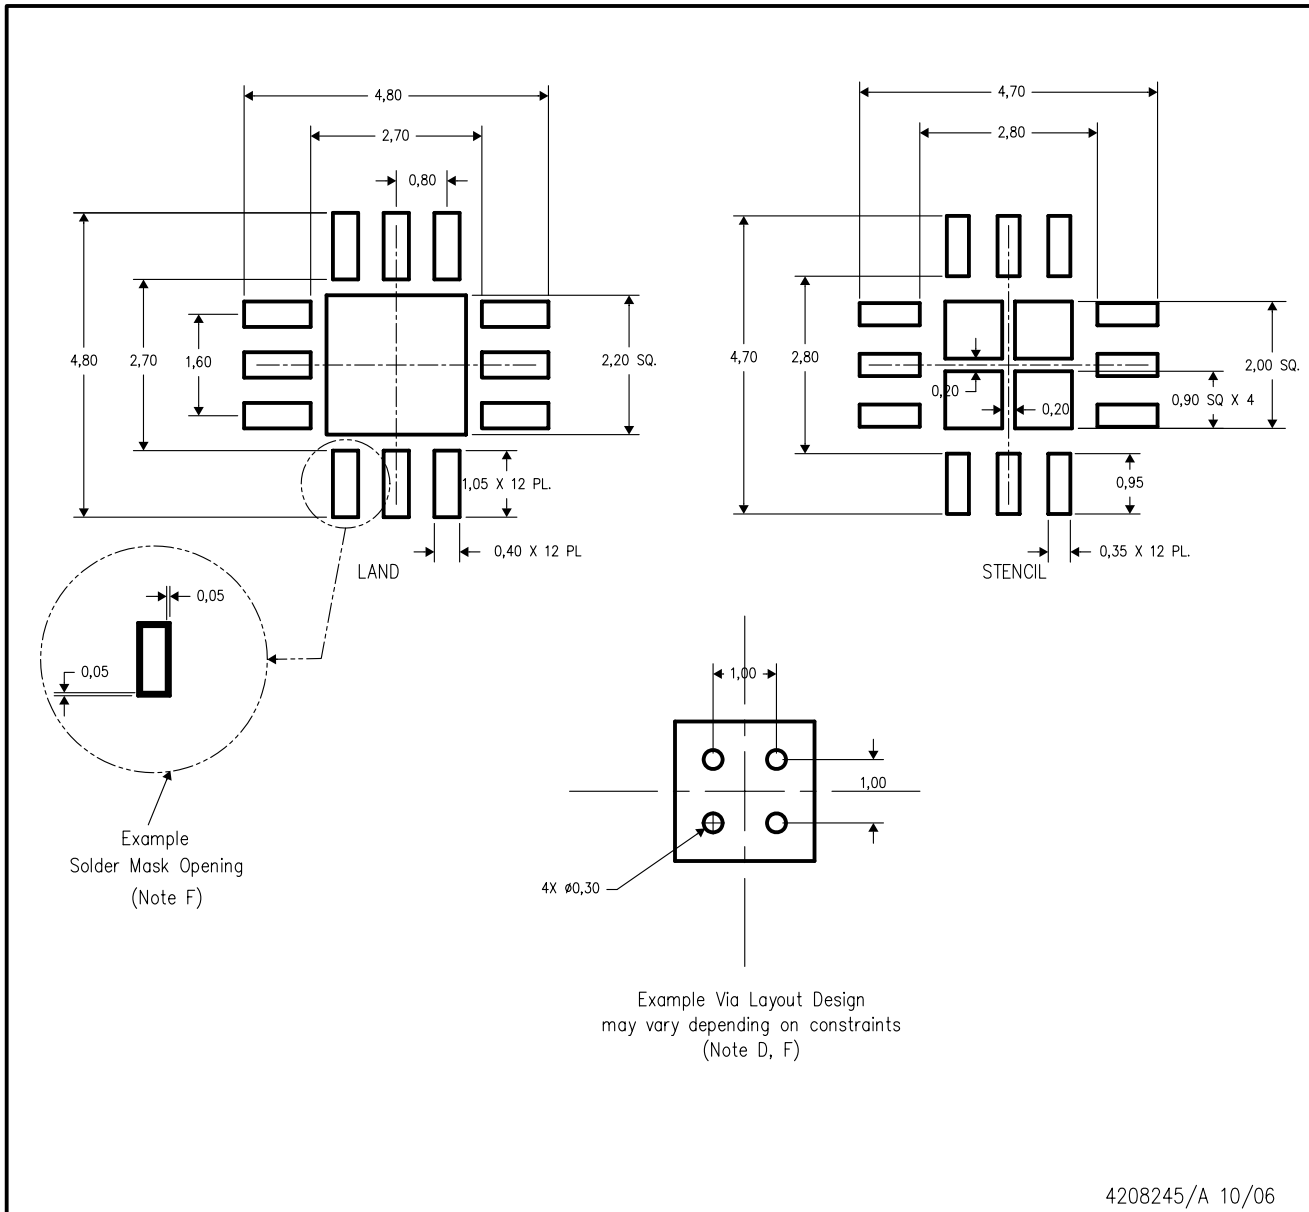 4,80
2,70
0,80
4,80
2,70
1,60
2,20 SQ.
1,05 X 12 PL.
0,40 X 12 PL
LAND
4,70
2,80
4,70
2,80
0,20
0,20
2,00 SQ.
0,90 SQ X 4
0,95
0,35 X 12 PL.
STENCIL
0,05
0,05
Example
Solder Mask Opening
(Note F)
1,00
1,00
4X ø0,30
Example Via Layout Design
may vary depending on constraints
(Note D, F)
4208245/A 10/06